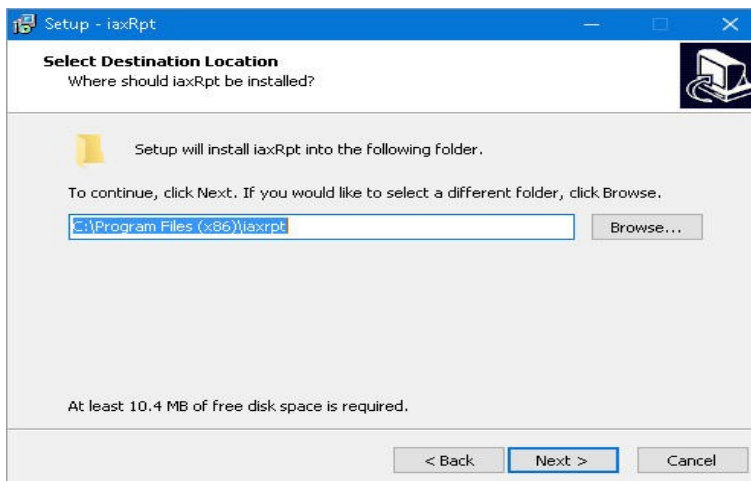 Setup - iaxRpt
Select Destination Location
Where should iaxRpt be installed?
Setup will install iaxRpt into the following folder.
To continue, click Next. If you would like to select a different folder, click Browse.
C:\Program Files (x86)\iaxrpt
Browse...
At least 10.4 MB of free disk space is required.
< Back
Next >
Cancel